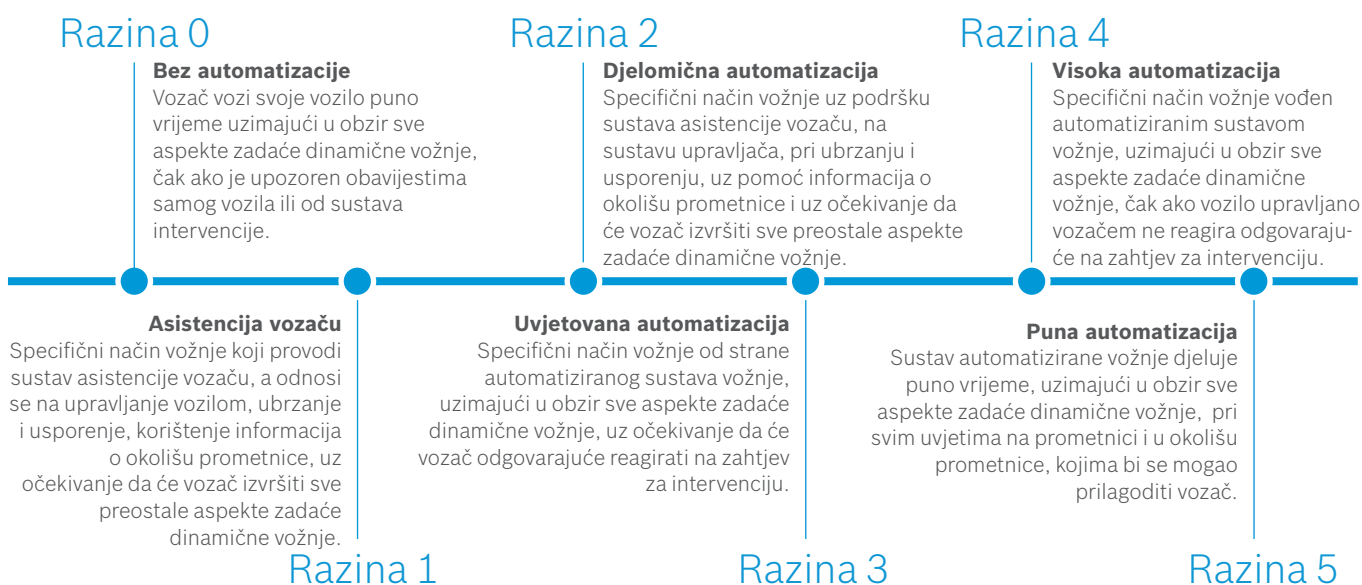 Razina 0
Bez automatizacije
Vozač vozi svoje vozilo puno
vrijeme uzimajući u obzir sve
aspekte zadaće dinamične vožnje,
čak ako je upozoren obavijestima
samog vozila ili od sustava
intervencije.
Asistencija vozaču
Specifični način vožnje koji provodi
sustav asistencije vozaču, a odnosi
se na upravljanje vozilom, ubrzanje
i usporenje, korištenje informacija
o okolišu prometnice, uz
očekivanje da će vozač izvršiti sve
preostale aspekte zadaće
dinamične vožnje.
Razina 1
Razina 2
Djelomična automatizacija
Specifični način vožnje uz podršku
sustava asistencije vozaču, na
sustavu upravljača, pri ubrzanju i
usporenju, uz pomoć informacija o
okolišu prometnice i uz očekivanje da
će vozač izvršiti sve preostale aspekte
zadaće dinamične vožnje.
Uvjetovana automatizacija
Specifični način vožnje od strane
automatiziranog sustava vožnje,
uzimajući u obzir sve aspekte zadaće
dinamične vožnje, uz očekivanje da će
vozač odgovarajuće reagirati na zahtjev
za intervenciju.
Razina 3
Razina 4
Visoka automatizacija
Specifični način vožnje vođen
automatiziranim sustavom
vožnje, uzimajući u obzir sve
aspekte zadaće dinamične
vožnje, čak ako vozilo upravljano
vozačem ne reagira odgovaraju-
će na zahtjev za intervenciju.
Puna automatizacija
Sustav automatizirane vožnje djeluje
puno vrijeme, uzimajući u obzir sve
aspekte zadaće dinamične vožnje, pri
svim uvjetima na prometnici i u okolišu
prometnice, kojima bi se mogao
prilagoditi vozač.
Razina 5